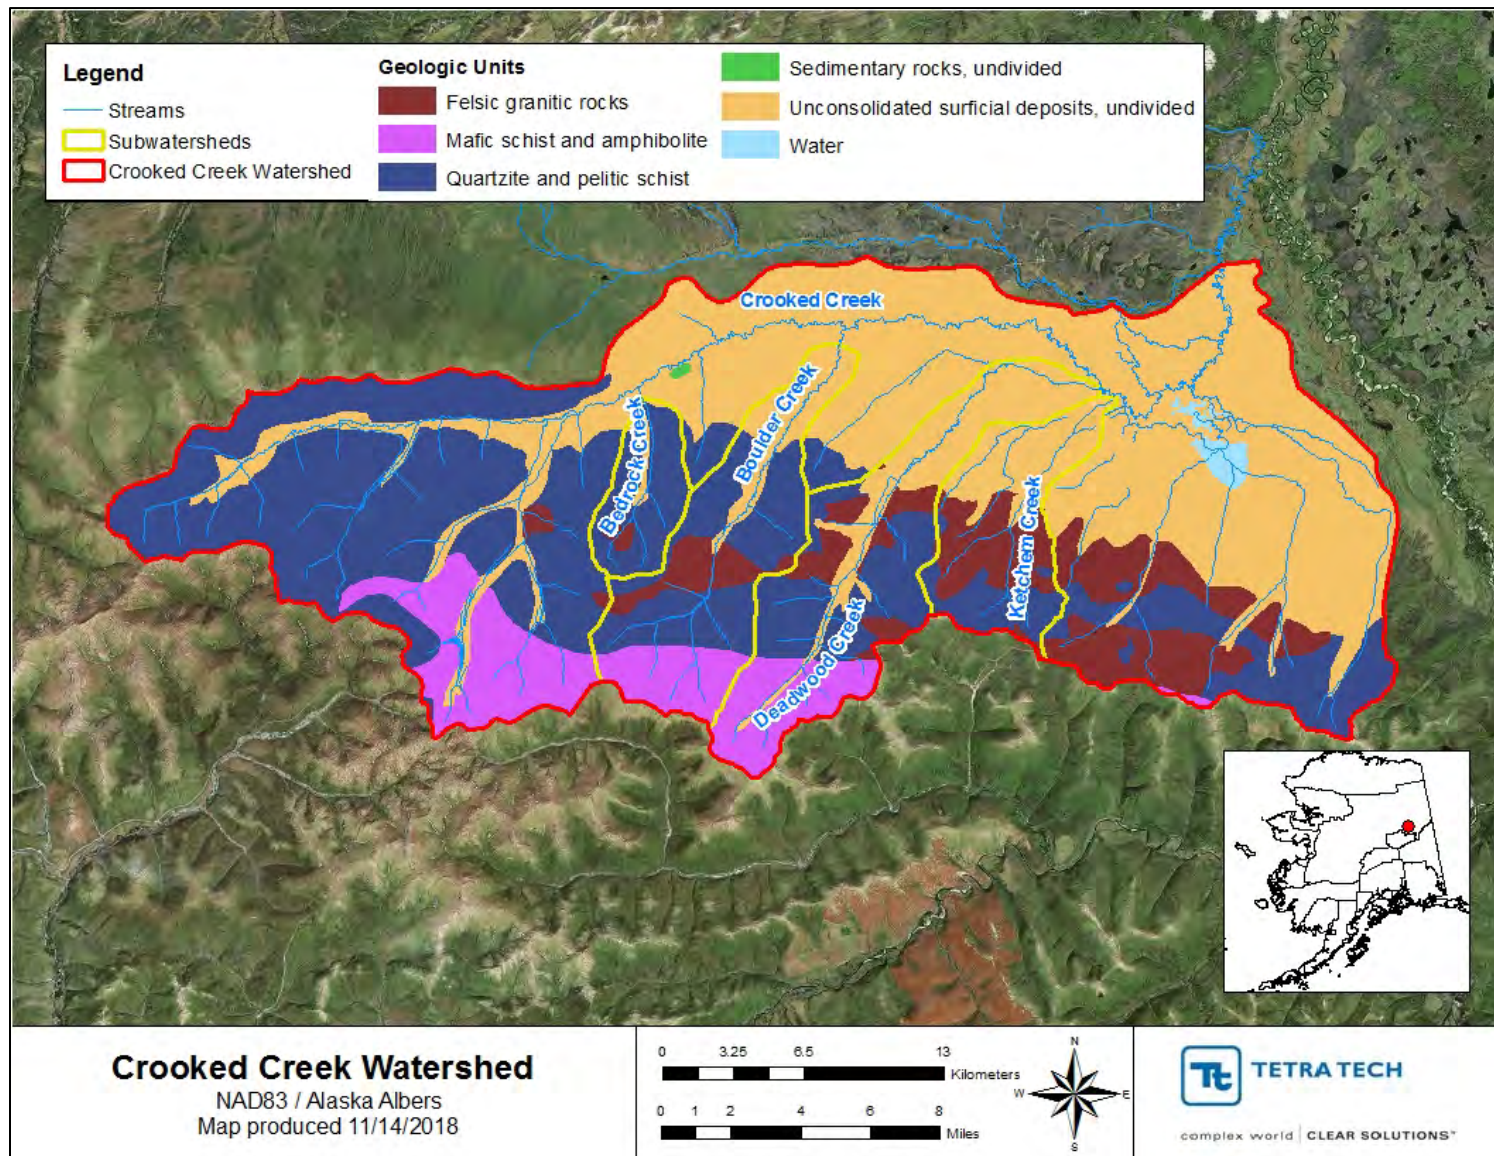 Legend
Streams
Subwatersheds
Crooked Creek Watershed
Geologic Units
Felsic granitic rocks
Mafic schist and amphibolite
Quartzite and pelitic schist
Sedimentary rocks, undivided
Unconsolidated surficial deposits, undivided
Water
Crooked Creek
Bedrock Creek
Boulder Creek
Deadwood Creek
Ketchem Creek
Crooked Creek Watershed
NAD83 / Alaska Albers
Map produced 11/14/2018
0 3.25 6.5 13
Kilometers
0 1 2 4 6 8
Miles
N
W E
S
Tt TETRA TECH
complex world | CLEAR SOLUTIONS™